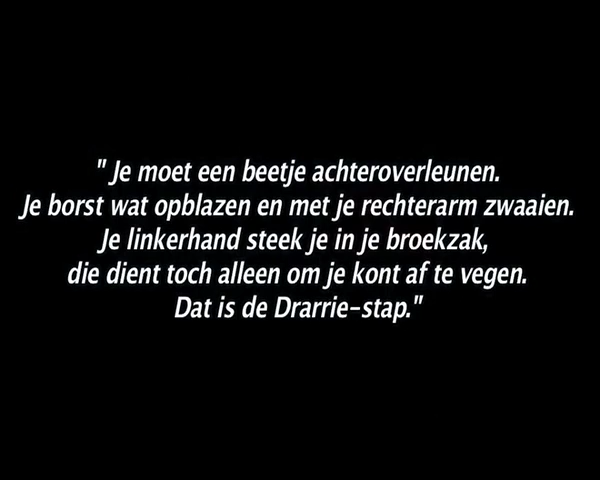 " Je moet een beetje achteroverleunen.
Je borst wat opblazen en met je rechterarm zwaaien.
Je linkerhand steek je in je broekzak,
die dient toch alleen om je kont af te vegen.
Dat is de Drarrie-stap."